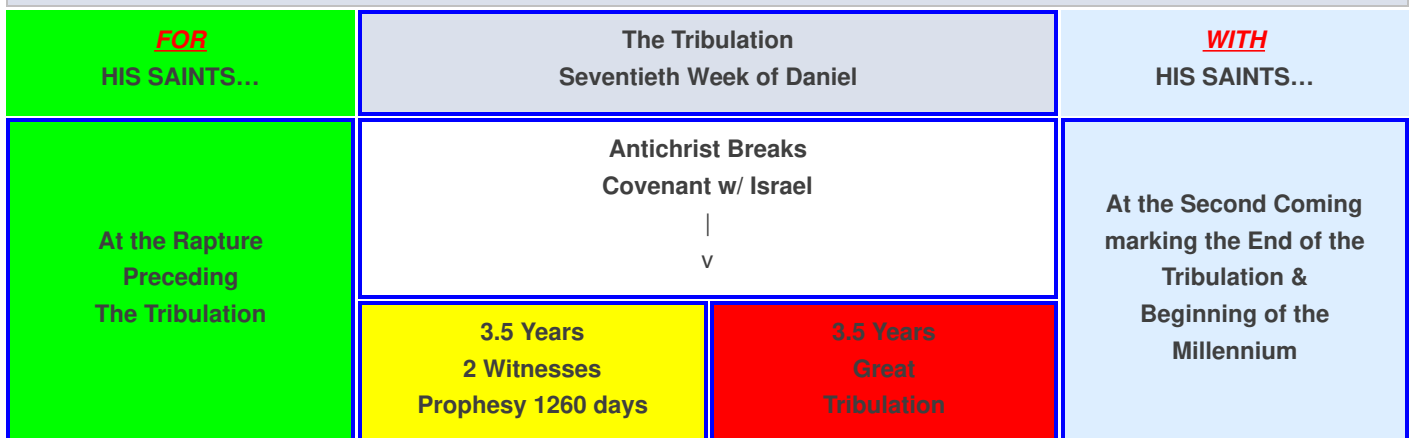 FOR
HIS SAINTS…
The Tribulation
Seventieth Week of Daniel
WITH
HIS SAINTS…
At the Rapture
Preceding
The Tribulation
Antichrist Breaks
Covenant w/ Israel
|
v
3.5 Years
2 Witnesses
Prophesy 1260 days
3.5 Years
Great
Tribulation
At the Second Coming
marking the End of the
Tribulation &
Beginning of the
Millennium